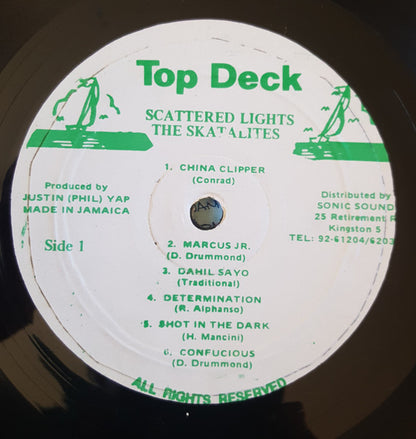 Top Deck
SCATTERED LIGHTS
THE SKATALITES
1. CHINA CLIPPER
(Conrad)
Produced by
JUSTIN (PHIL) YAP
MADE IN JAMAICA
Distributed by
SONIC SOUND
25 Retirement R
Kingston 5
TEL: 92-61204/6203
Side 1
2. MARCUS JR.
(D. Drummond)
3. DAHIL SAYO
(Traditional)
4. DETERMINATION
(R. Alphanso)
5. SHOT IN THE DARK
(H. Mancini)
6. CONFUCIOUS
(D. Drummond)
ALL RIGHTS RESERVED